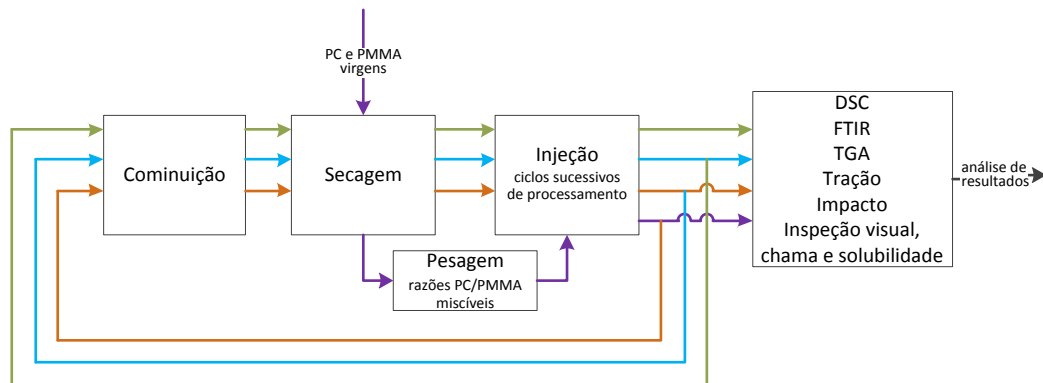 PC e PMMA
virgens
Cominuição
Secagem
Injeção
ciclos sucessivos
de processamento
Pesagem
razões PC/PMMA
miscíveis
DSC
FTIR
TGA
Tração
Impacto
Inspeção visual,
chama e solubilidade
análise de
resultados